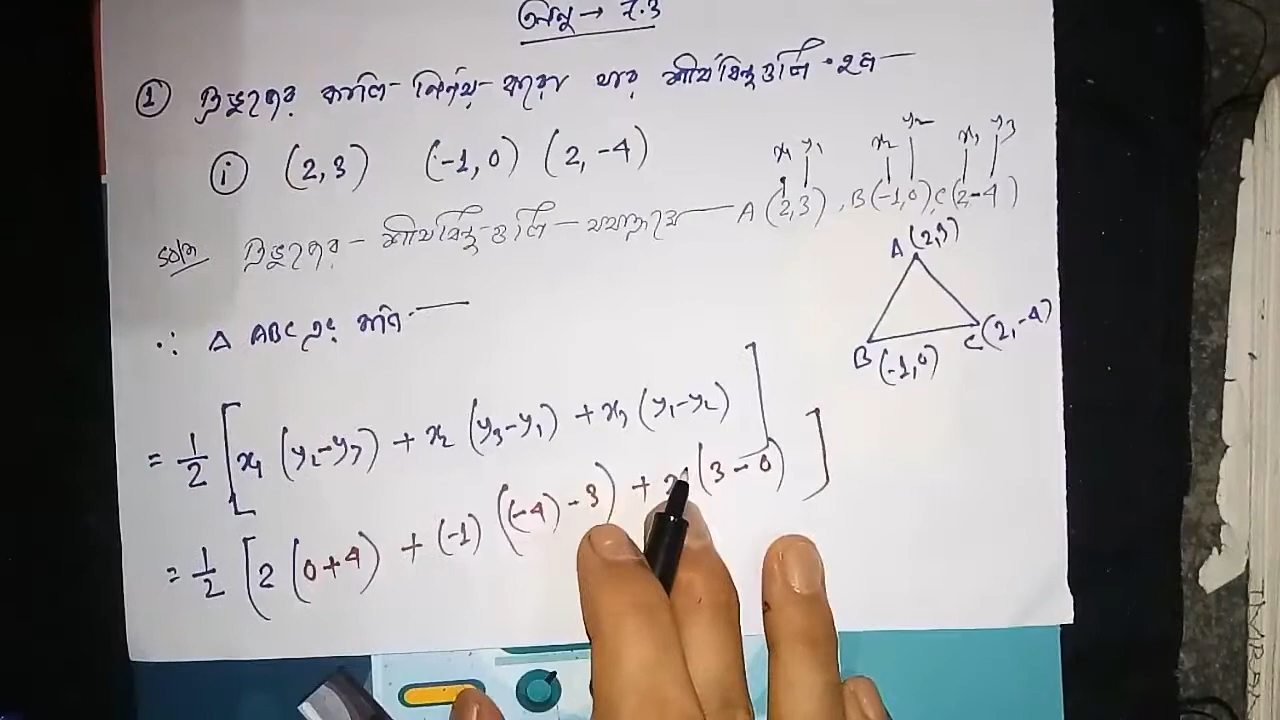 অনু → 7.3
① ত্রিভুজের কালি নির্ণয় করো যার শীর্ষবিন্দুগুলি হল—
ⓘ (2,3) (-1,0) (2,-4)
x₁ y₁ x₂ y₂ x₃ y₃
Soln ত্রিভুজের শীর্ষবিন্দুগুলি যথাক্রমে — A (2,3), B(-1,0), C(2,-4)
A (2,3)
B (-1,0)
C (2,-4)
∴ Δ ABC এর কালি —
= 1/2 [x₁ (y₂-y₃) + x₂ (y₃-y₁) + x₃ (y₁-y₂)]
= 1/2 [2 (0+4) + (-1) ((-4)-3) + (3-0)]